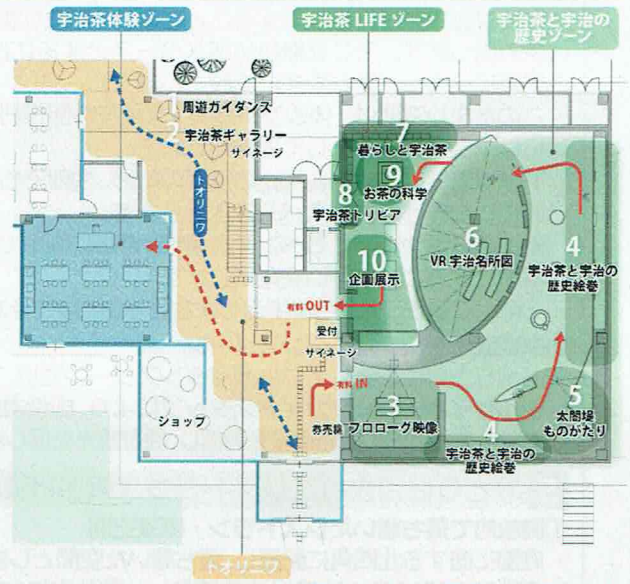 宇治茶体験ゾーン
宇治茶 LIFE ゾーン
宇治茶と宇治の
歴史ゾーン
1 周遊ガイダンス
2 宇治茶ギャラリー
サイネージ
トオリニワ
7
暮らしと宇治茶
9
お茶の科学
8
宇治茶トリビア
10
企画展示
6
VR 宇治名所図
4
宇治茶と宇治の
歴史絵巻
有料 OUT
受付
サイネージ
有料 IN
券売機
3
プロローグ映像
4
宇治茶と宇治の
歴史絵巻
5
太閤堤
ものがたり
ショップ
トオリニワ